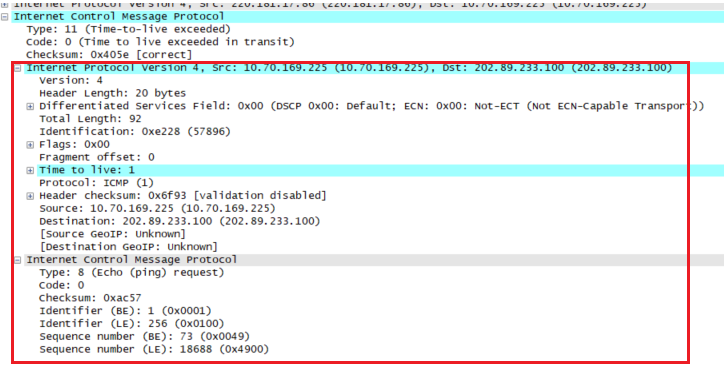 Internet Protocol Version 4, Src: 220.181.17.86 (220.181.17.86), Dst: 10.70.169.225 (10.70.169.225)
Internet Control Message Protocol
Type: 11 (Time-to-live exceeded)
Code: 0 (Time to live exceeded in transit)
Checksum: 0x405e [correct]
Internet Protocol Version 4, Src: 10.70.169.225 (10.70.169.225), Dst: 202.89.233.100 (202.89.233.100)
Version: 4
Header Length: 20 bytes
Differentiated Services Field: 0x00 (DSCP 0x00: Default; ECN: 0x00: Not-ECT (Not ECN-Capable Transport))
Total Length: 92
Identification: 0xe228 (57896)
Flags: 0x00
Fragment offset: 0
Time to live: 1
Protocol: ICMP (1)
Header checksum: 0x6f93 [validation disabled]
Source: 10.70.169.225 (10.70.169.225)
Destination: 202.89.233.100 (202.89.233.100)
[Source GeoIP: Unknown]
[Destination GeoIP: Unknown]
Internet Control Message Protocol
Type: 8 (Echo (ping) request)
Code: 0
Checksum: 0xac57
Identifier (BE): 1 (0x0001)
Identifier (LE): 256 (0x0100)
Sequence number (BE): 73 (0x0049)
Sequence number (LE): 18688 (0x4900)